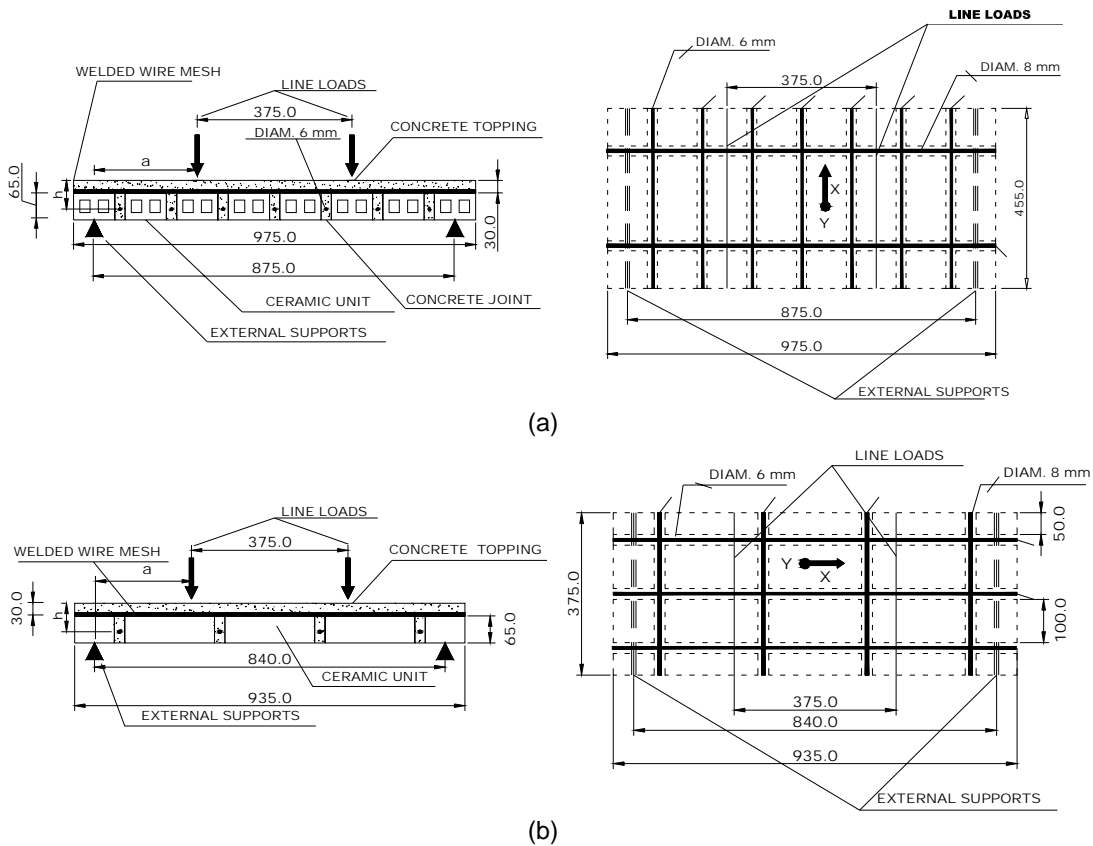 WELDED WIRE MESH
LINE LOADS
375.0
DIAM. 6 mm
CONCRETE TOPPING
a
65.0
h
30.0
975.0
875.0
CERAMIC UNIT
CONCRETE JOINT
EXTERNAL SUPPORTS
LINE LOADS
DIAM. 6 mm
375.0
DIAM. 8 mm
X
Y
455.0
875.0
975.0
EXTERNAL SUPPORTS
(a)
LINE LOADS
375.0
WELDED WIRE MESH
CONCRETE TOPPING
a
30.0
h
65.0
840.0
CERAMIC UNIT
935.0
EXTERNAL SUPPORTS
LINE LOADS
DIAM. 6 mm
DIAM. 8 mm
50.0
Y
X
375.0
100.0
375.0
840.0
935.0
EXTERNAL SUPPORTS
(b)